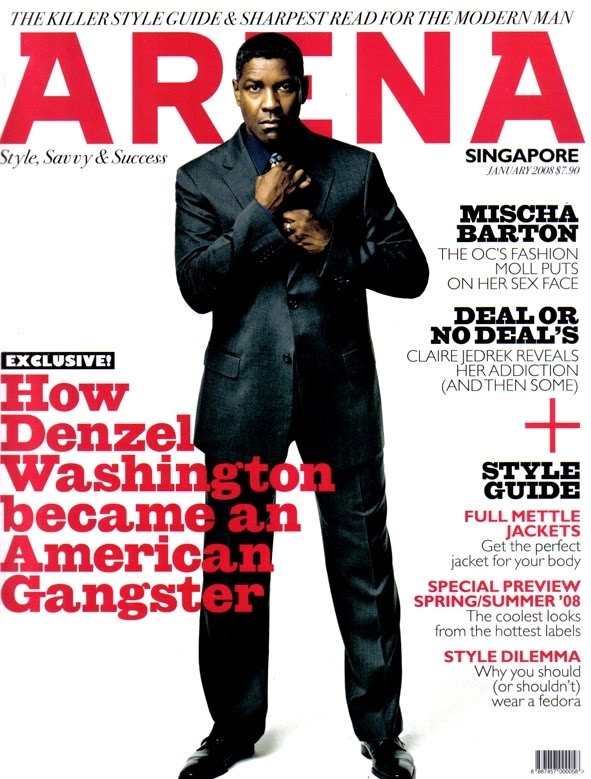 THE KILLER STYLE GUIDE & SHARPEST READ FOR THE MODERN MAN
ARENA
Style, Savvy & Success
SINGAPORE
JANUARY 2008 $7.90
MISCHA
BARTON
THE OC'S FASHION
MOLL PUTS
ON HER SEX FACE
DEAL OR
NO DEAL'S
CLAIRE JEDREK REVEALS
HER ADDICTION
(AND THEN SOME)
+
EXCLUSIVE!
How
Denzel
Washington
became an
American
Gangster
STYLE
GUIDE
FULL METTLE
JACKETS
Get the perfect
jacket for your body
SPECIAL PREVIEW
SPRING/SUMMER '08
The coolest looks
from the hottest labels
STYLE DILEMMA
Why you should
(or shouldn't)
wear a fedora
8 887457 000058 >